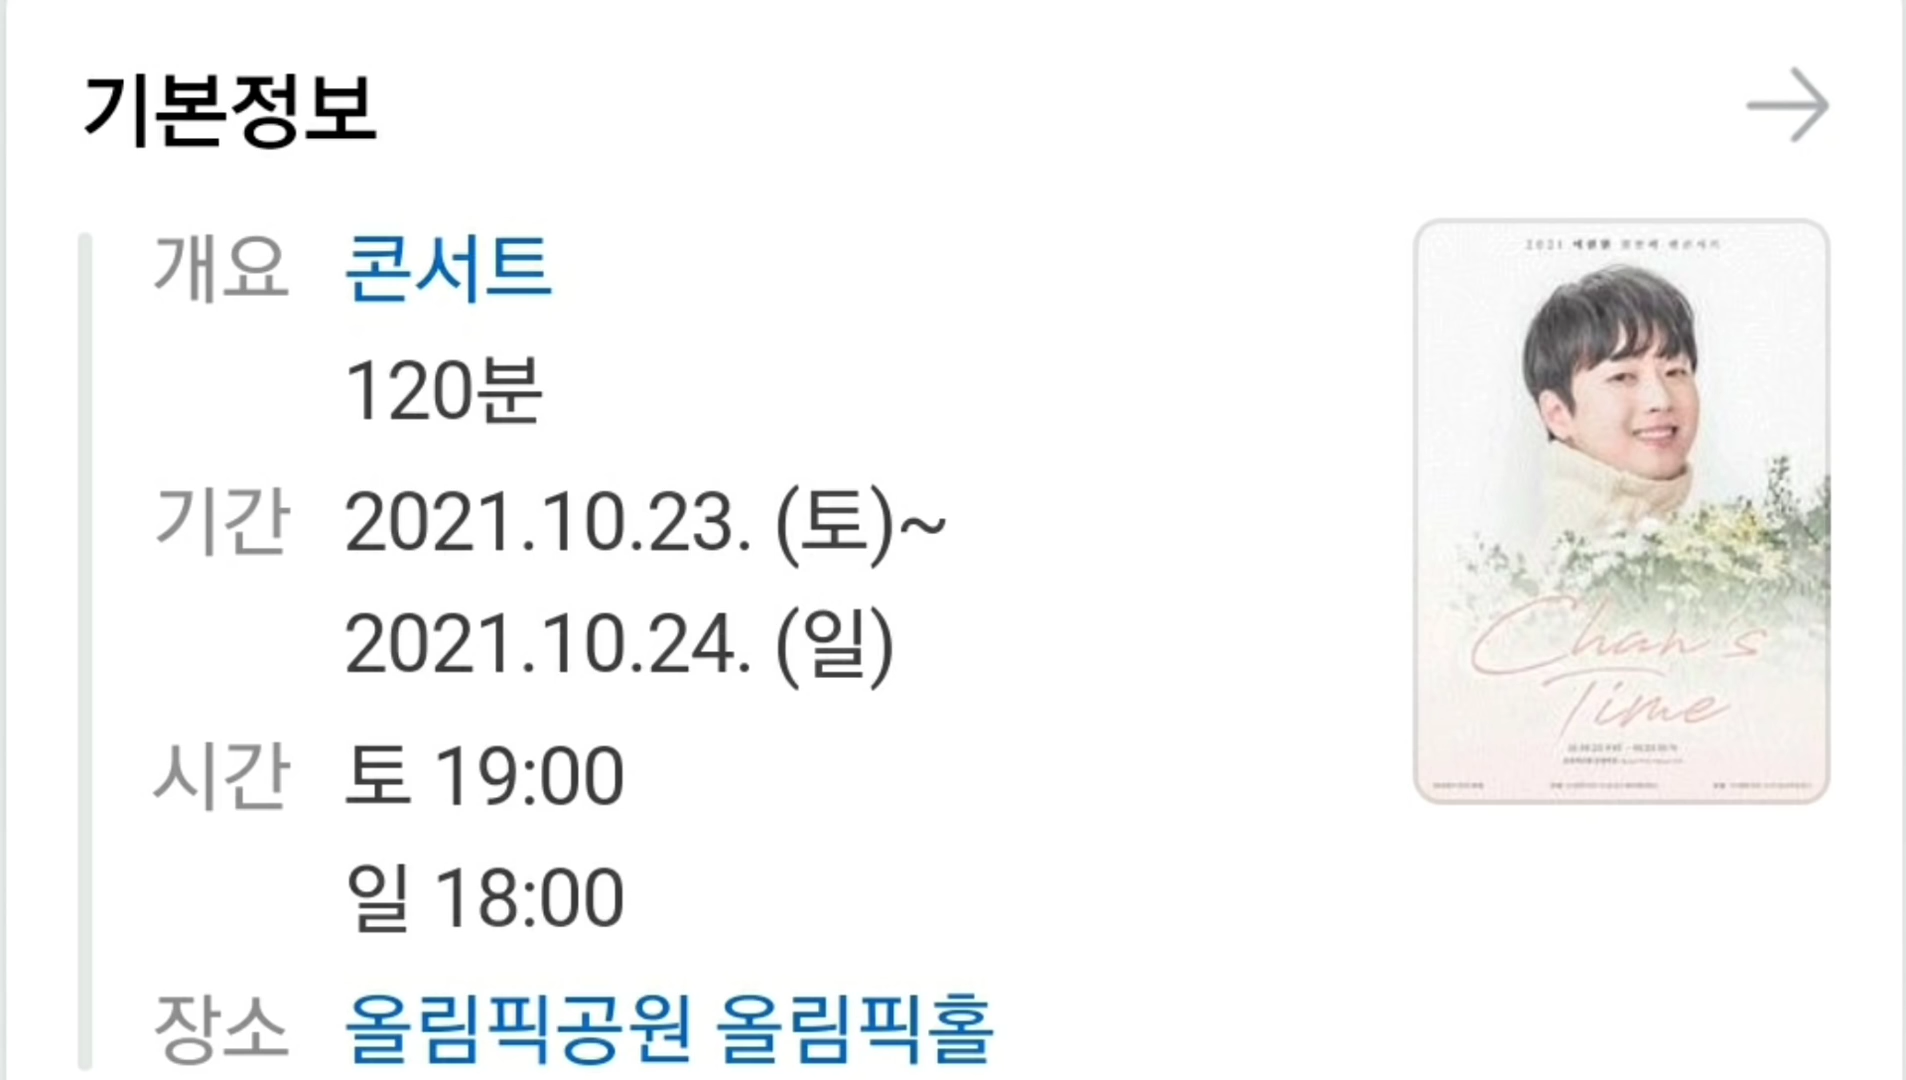 기본정보
개요 콘서트
120분
기간 2021.10.23. (토)~
2021.10.24. (일)
시간 토 19:00
일 18:00
장소 올림픽공원 올림픽홀
2021
Chan's
Time